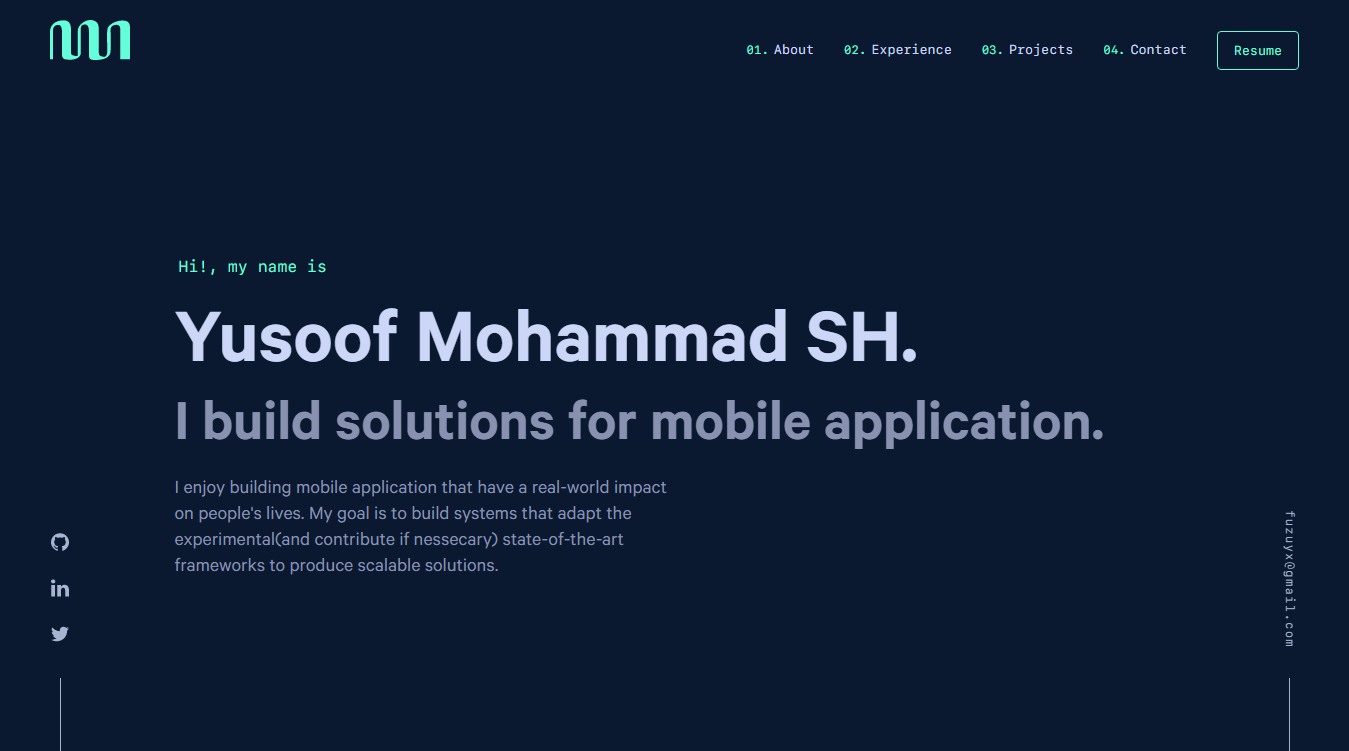 01. About 02. Experience 03. Projects 04. Contact Resume
Hi!, my name is
Yusoof Mohammad SH.
I build solutions for mobile application.
I enjoy building mobile application that have a real-world impact
on people's lives. My goal is to build systems that adapt the
experimental(and contribute if nessecary) state-of-the-art
frameworks to produce scalable solutions.
fuzuyx@gmail.com